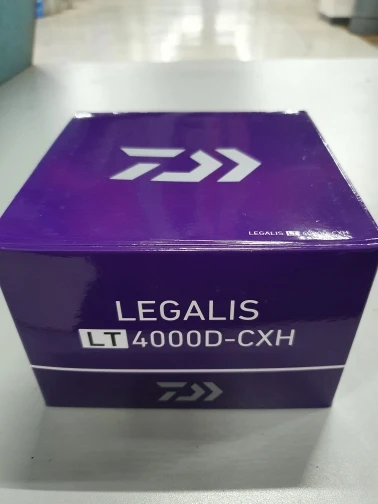 LEGALIS LT 4000D-CXH
LEGALIS
LT 4000D-CXH